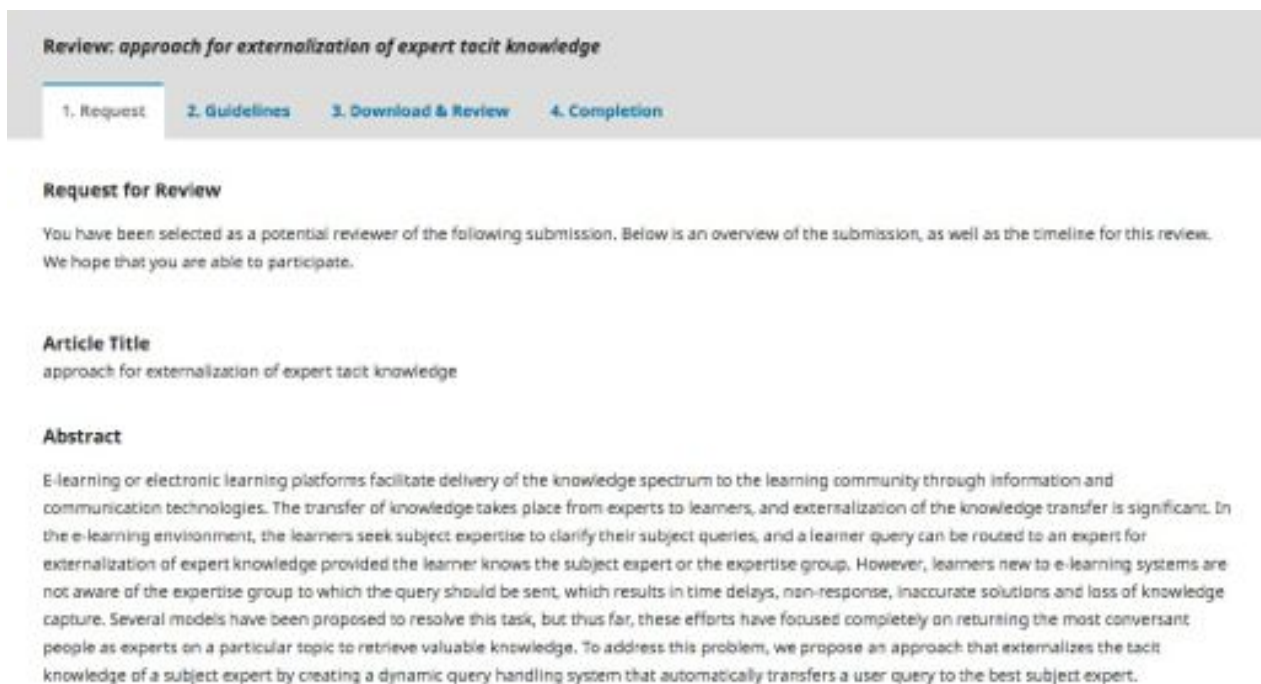 Review: approach for externalization of expert tacit knowledge
1. Request 2. Guidelines 3. Download & Review 4. Completion
Request for Review
You have been selected as a potential reviewer of the following submission. Below is an overview of the submission, as well as the timeline for this review.
We hope that you are able to participate.
Article Title
approach for externalization of expert tacit knowledge
Abstract
E-learning or electronic learning platforms facilitate delivery of the knowledge spectrum to the learning community through information and
communication technologies. The transfer of knowledge takes place from experts to learners, and externalization of the knowledge transfer is significant. In
the e-learning environment, the learners seek subject expertise to clarify their subject queries, and a learner query can be routed to an expert for
externalization of expert knowledge provided the learner knows the subject expert or the expertise group. However, learners new to e-learning systems are
not aware of the expertise group to which the query should be sent, which results in time delays, non-response, inaccurate solutions and loss of knowledge
capture. Several models have been proposed to resolve this task, but thus far, these efforts have focused completely on returning the most conversant
people as experts on a particular topic to retrieve valuable knowledge. To address this problem, we propose an approach that externalizes the tacit
knowledge of a subject expert by creating a dynamic query handling system that automatically transfers a user query to the best subject expert.